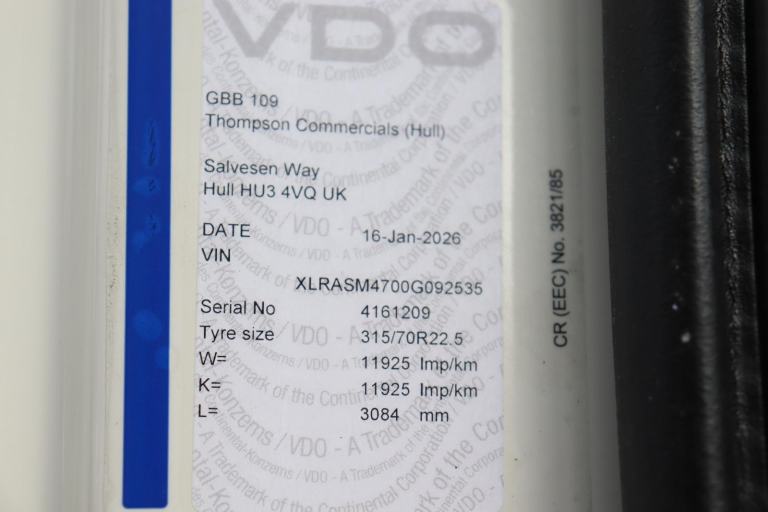 VDO
GBB 109
Thompson Commercials (Hull)
Salvesen Way
Hull HU3 4VQ UK
DATE 16-Jan-2026
VIN
XLRASM4700G092535
Serial No 4161209
Tyre size 315/70R22.5
W= 11925 Imp/km
K= 11925 Imp/km
L= 3084 mm
CR (EEC) No. 3821/85